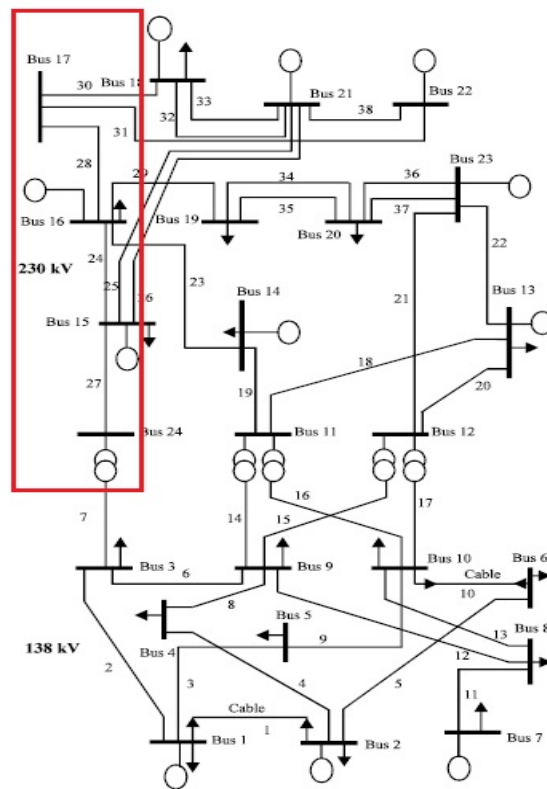 Bus 17
30
Bus 18
33
32
Bus 21
38
Bus 22
31
28
29
34
36
Bus 23
Bus 16
Bus 19
35
Bus 20
37
22
24
230 kV
25
26
23
Bus 14
21
Bus 13
Bus 15
18
27
19
20
Bus 24
Bus 11
Bus 12
7
14
16
15
17
Bus 3
6
Bus 9
Bus 10
Cable
10
Bus 6
8
Bus 5
Bus 8
13
138 kV
Bus 4
9
12
2
3
4
5
11
Cable
1
Bus 1
Bus 2
Bus 7